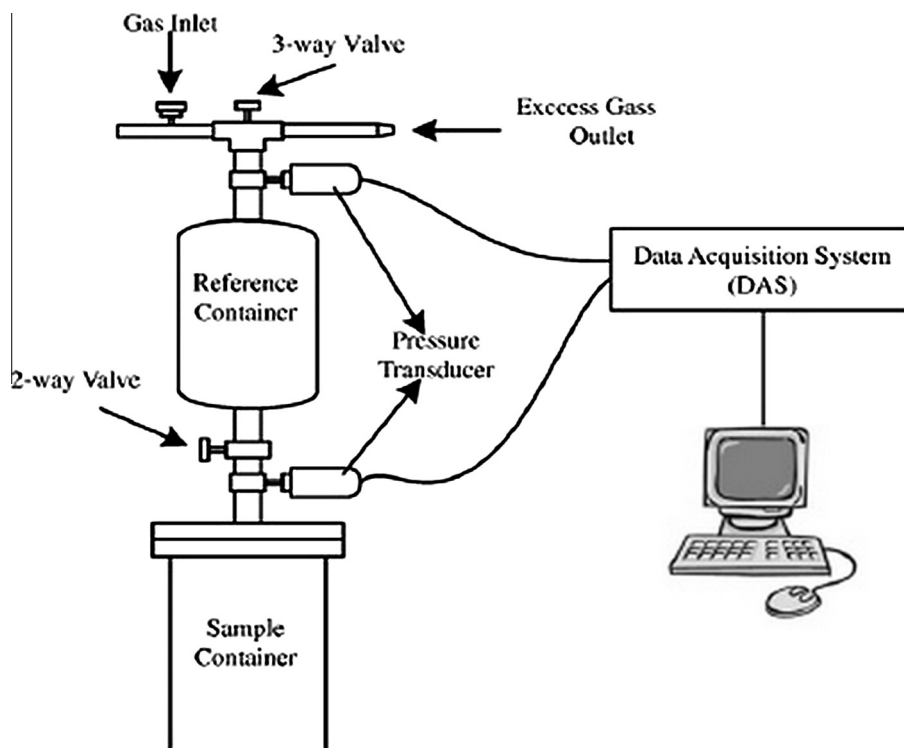 Gas Inlet
3-way Valve
Exccess Gass
Outlet
Reference
Container
Data Acquisition System
(DAS)
Pressure
Transducer
2-way Valve
Sample
Container